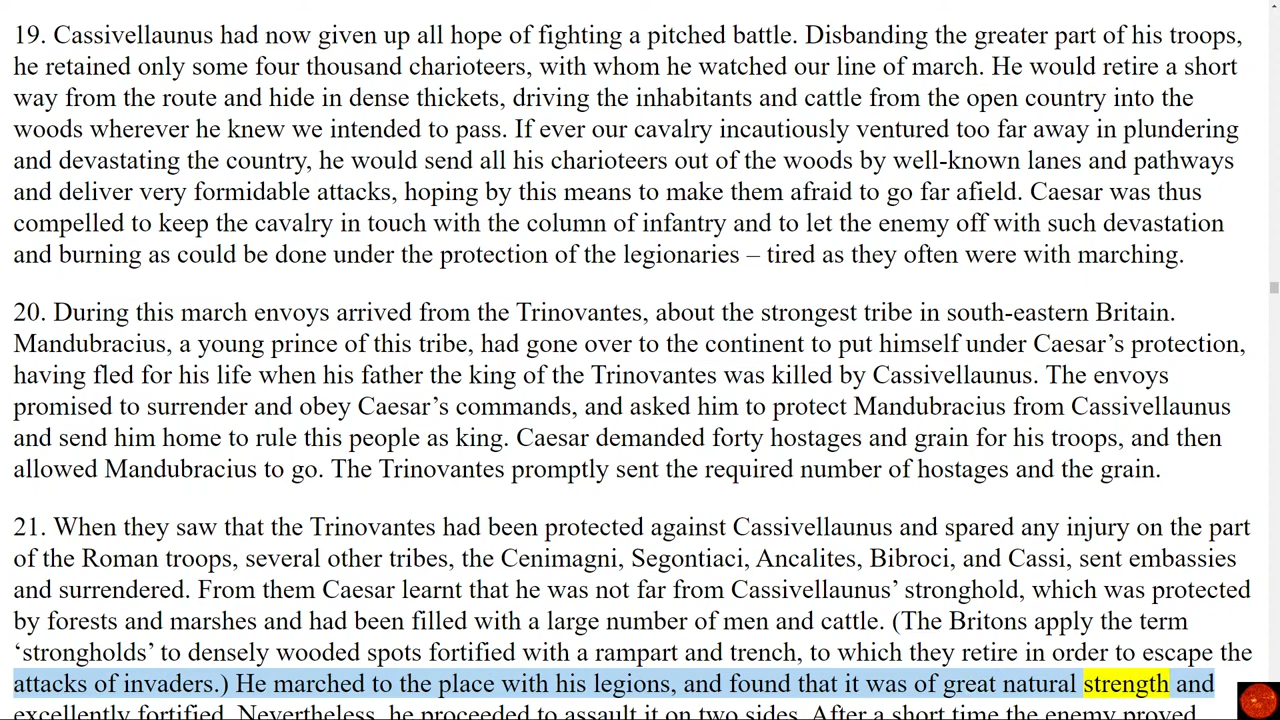 19. Cassivellaunus had now given up all hope of fighting a pitched battle. Disbanding the greater part of his troops,
he retained only some four thousand charioteers, with whom he watched our line of march. He would retire a short
way from the route and hide in dense thickets, driving the inhabitants and cattle from the open country into the
woods wherever he knew we intended to pass. If ever our cavalry incautiously ventured too far away in plundering
and devastating the country, he would send all his charioteers out of the woods by well-known lanes and pathways
and deliver very formidable attacks, hoping by this means to make them afraid to go far afield. Caesar was thus
compelled to keep the cavalry in touch with the column of infantry and to let the enemy off with such devastation
and burning as could be done under the protection of the legionaries – tired as they often were with marching.
20. During this march envoys arrived from the Trinovantes, about the strongest tribe in south-eastern Britain.
Mandubracius, a young prince of this tribe, had gone over to the continent to put himself under Caesar’s protection,
having fled for his life when his father the king of the Trinovantes was killed by Cassivellaunus. The envoys
promised to surrender and obey Caesar’s commands, and asked him to protect Mandubracius from Cassivellaunus
and send him home to rule this people as king. Caesar demanded forty hostages and grain for his troops, and then
allowed Mandubracius to go. The Trinovantes promptly sent the required number of hostages and the grain.
21. When they saw that the Trinovantes had been protected against Cassivellaunus and spared any injury on the part
of the Roman troops, several other tribes, the Cenimagni, Segontiaci, Ancalites, Bibroci, and Cassi, sent embassies
and surrendered. From them Caesar learnt that he was not far from Cassivellaunus’ stronghold, which was protected
by forests and marshes and had been filled with a large number of men and cattle. (The Britons apply the term
‘strongholds’ to densely wooded spots fortified with a rampart and trench, to which they retire in order to escape the
attacks of invaders.) He marched to the place with his legions, and found that it was of great natural strength and
excellently fortified. Nevertheless, he proceeded to assault it on two sides. After a short time the enemy proved